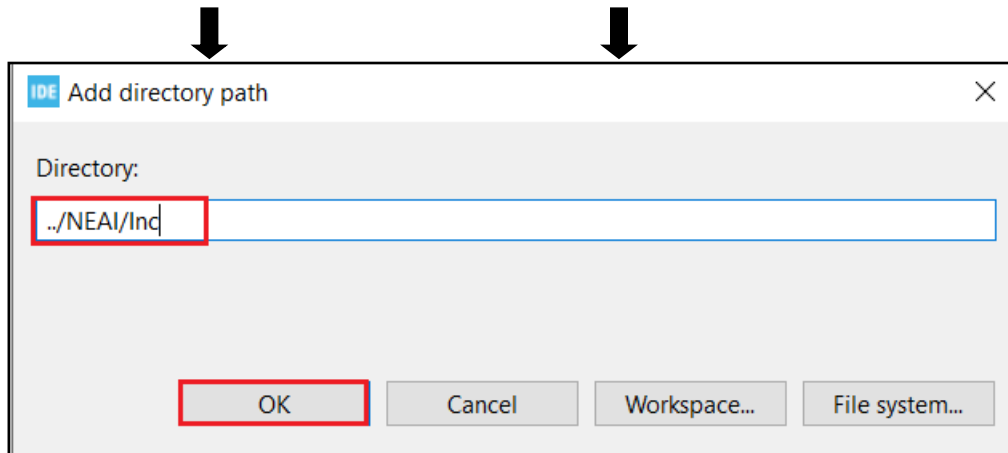 IDE Add directory path
Directory:
../NEAI/Inc
OK Cancel Workspace... File system...